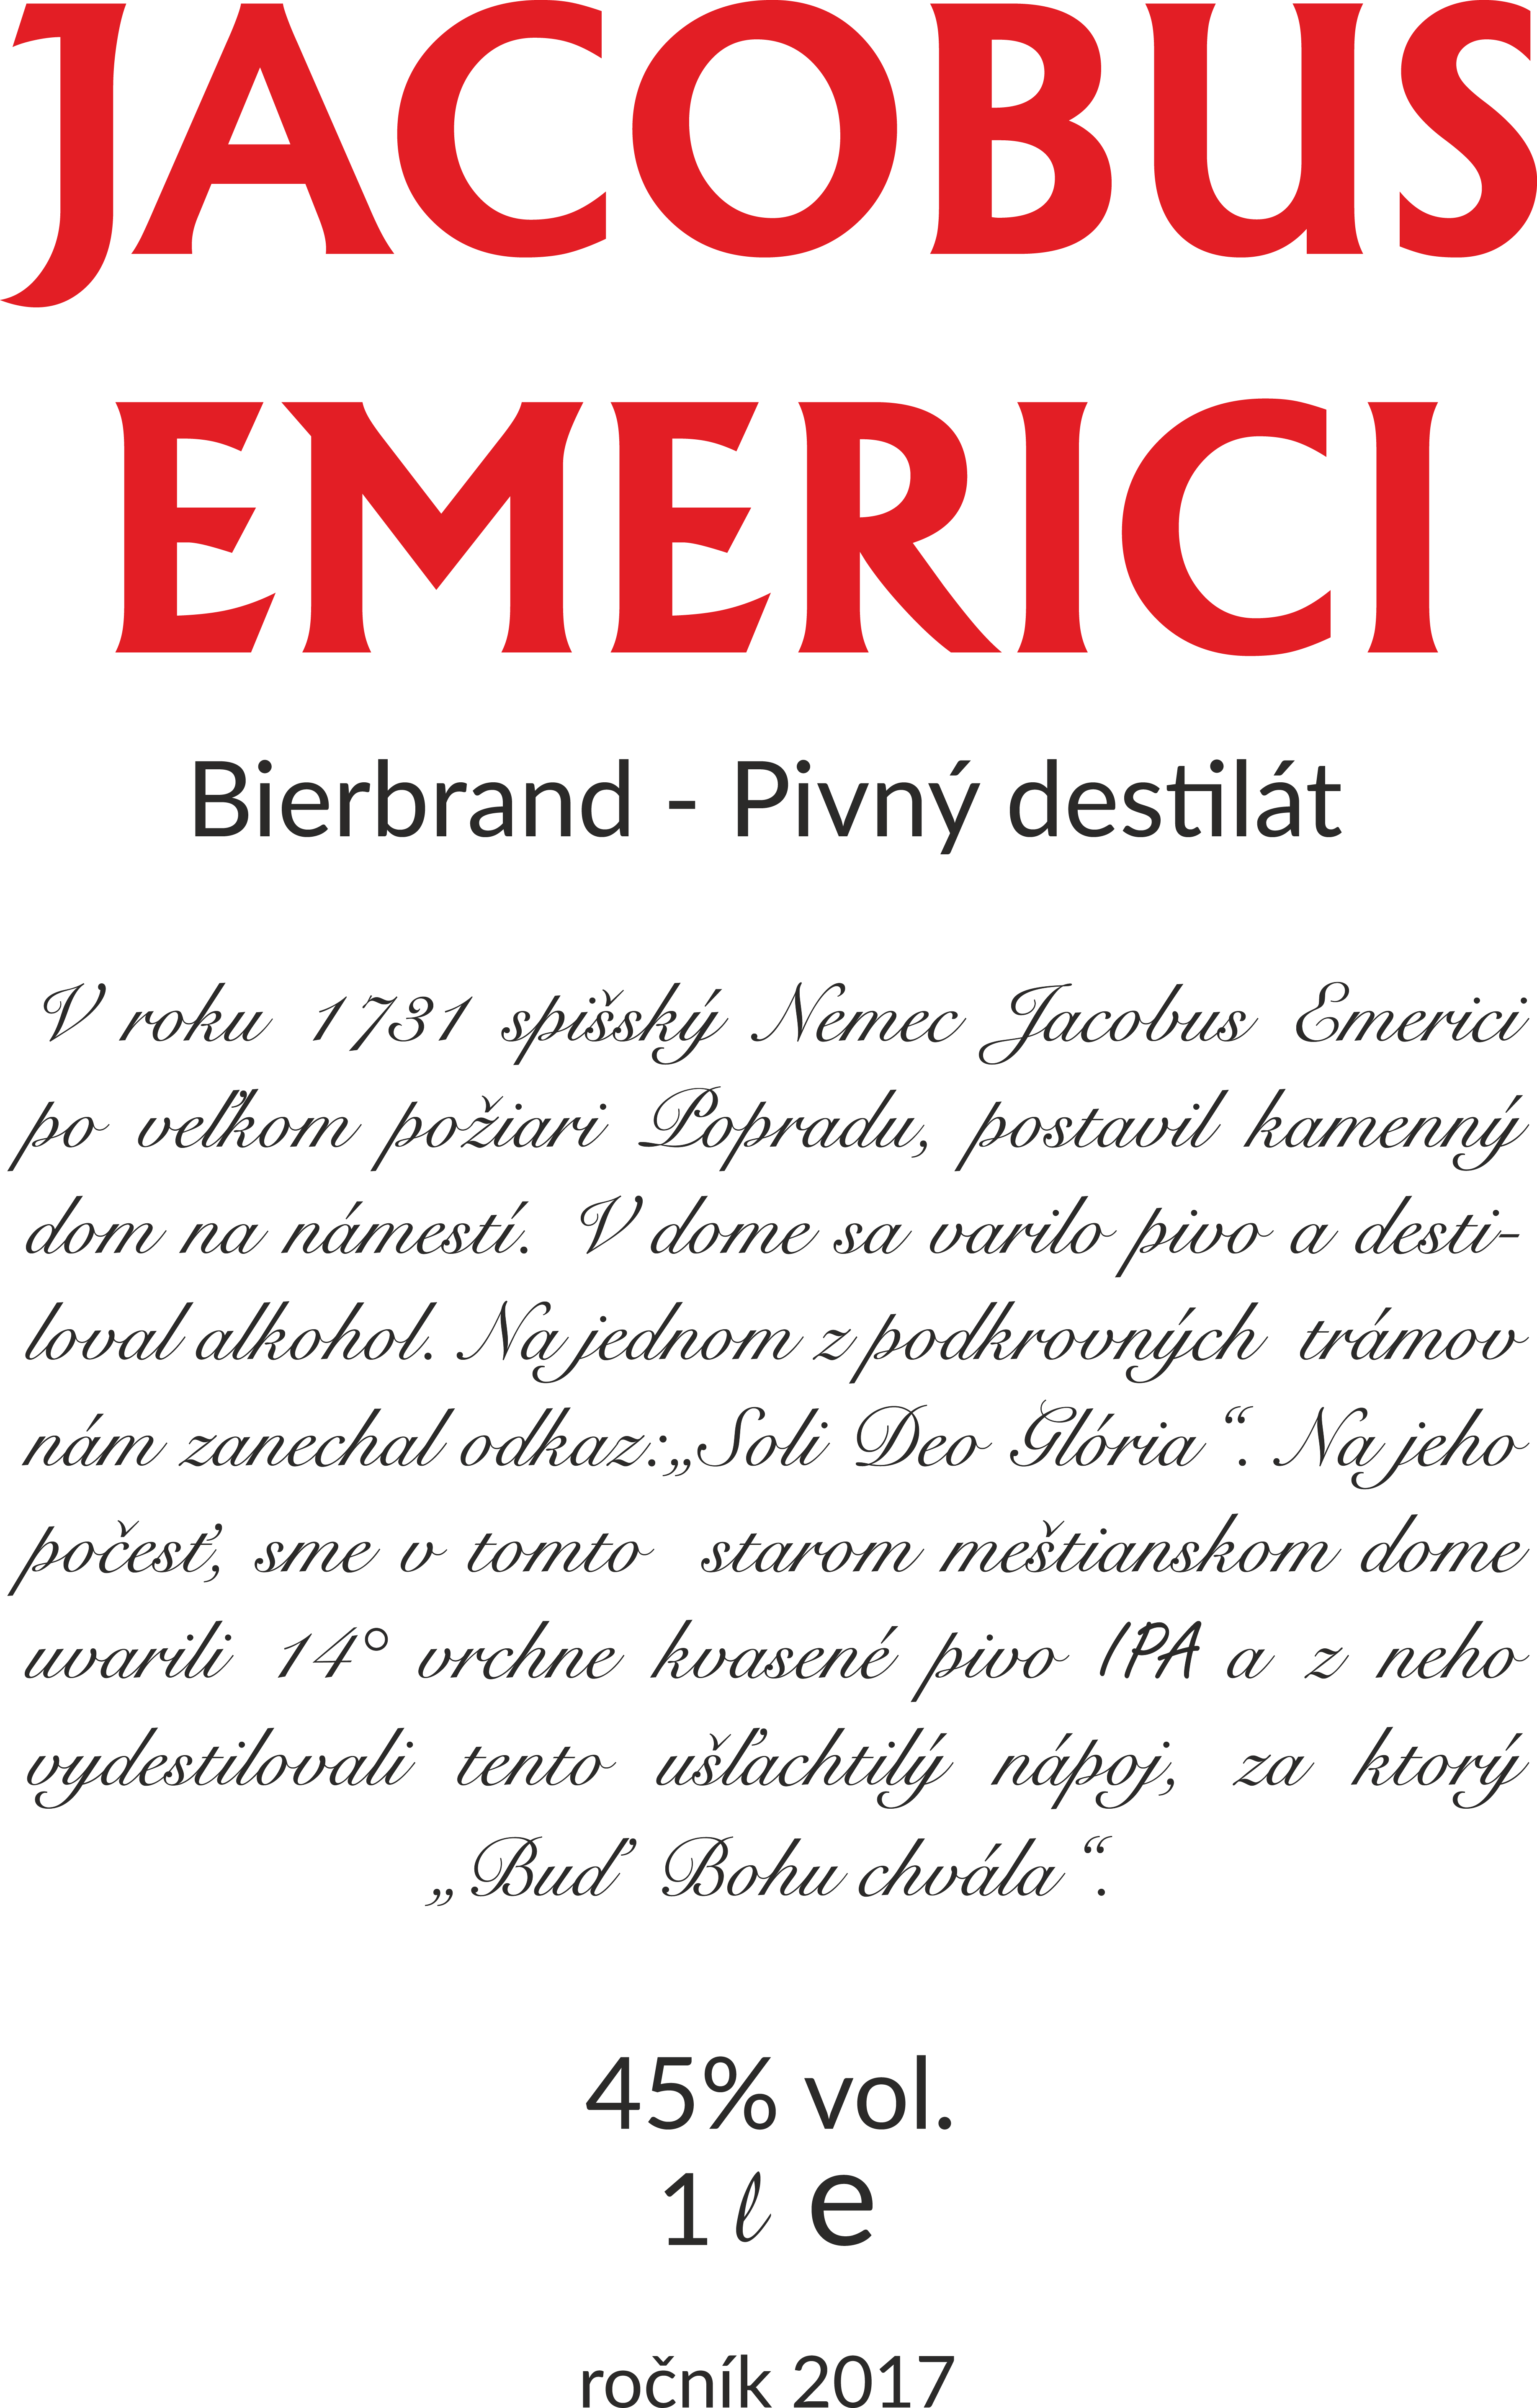 JACOBUS
EMERICI
Bierbrand - Pivný destilát
V roku 1731 spišský Nemec Jacobus Emerici
po veľkom požiari Popradu, postavil kamenný
dom na námestí. V dome sa varilo pivo a desti-
loval alkohol. Na jednom z podkrovných trámov
nám zanechal odkaz:„Soli Deo Glória“. Na jeho
počesť, sme v tomto starom meštianskom dome
uvarili 14° vrchne kvasené pivo IPA a z neho
vydestilovali tento ušľachtilý nápoj, za ktorý
„Buď Bohu chvála“.
45% vol.
1 l e
ročník 2017